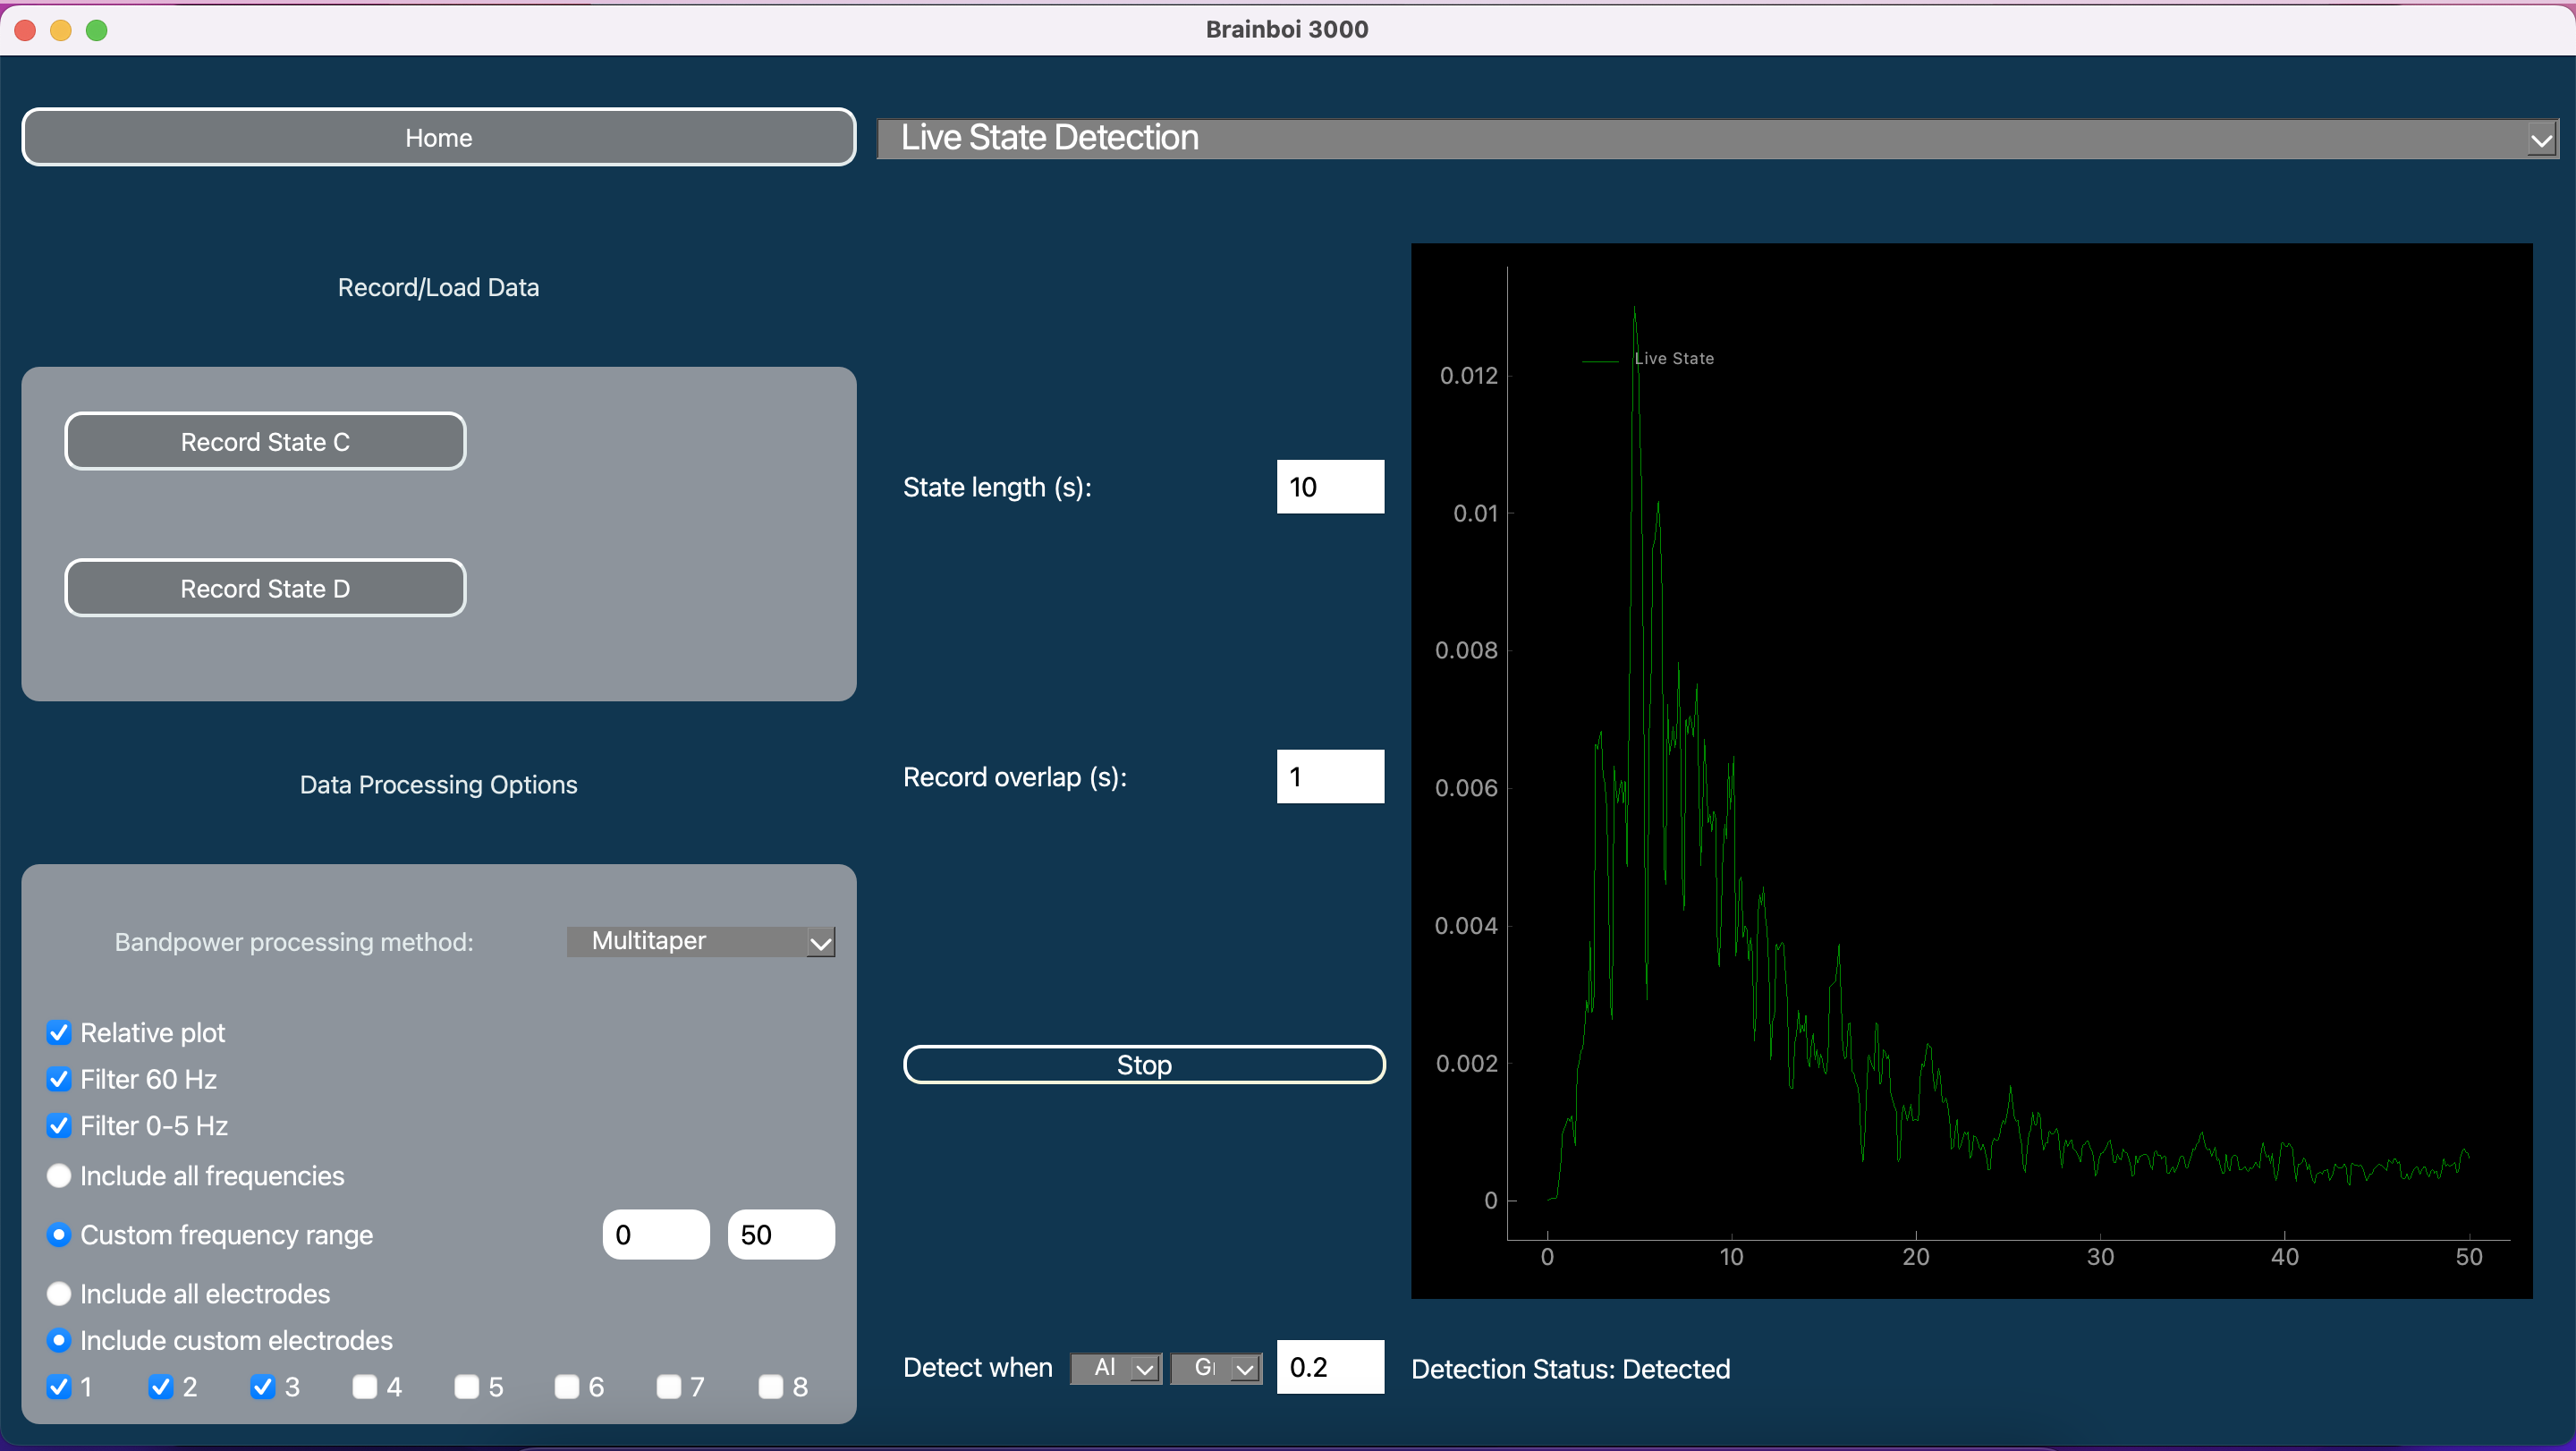 Brainboi 3000
Home
Live State Detection
Record/Load Data
Record State C
Record State D
Data Processing Options
Bandpower processing method: Multitaper
Relative plot
Filter 60 Hz
Filter 0-5 Hz
Include all frequencies
Custom frequency range 0 50
Include all electrodes
Include custom electrodes
1 2 3 4 5 6 7 8
State length (s): 10
Record overlap (s): 1
Stop
Detect when Al G 0.2 Detection Status: Detected
Live State
0.012
0.01
0.008
0.006
0.004
0.002
0
0 10 20 30 40 50